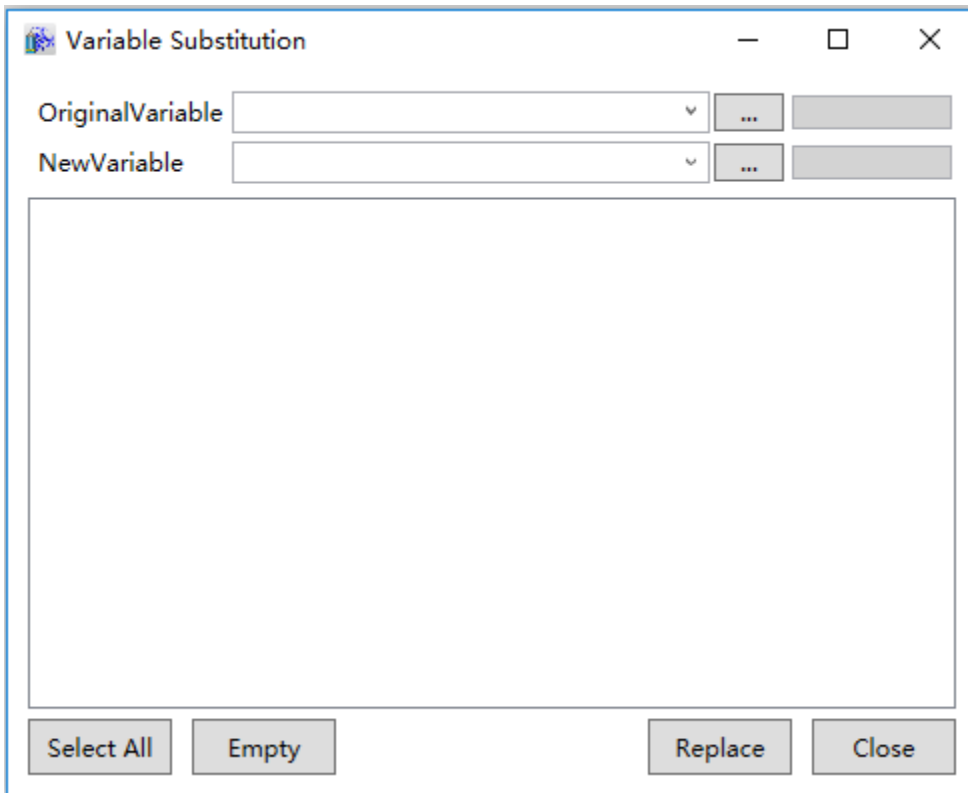 Variable Substitution
OriginalVariable ...
NewVariable ...
Select All Empty Replace Close